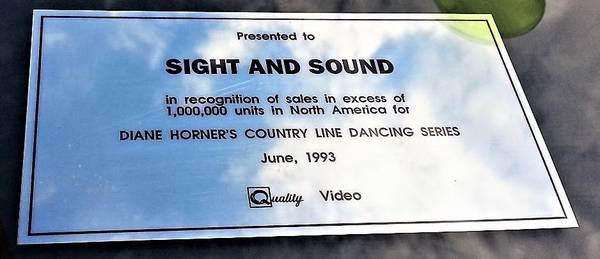 Presented to
SIGHT AND SOUND
in recognition of sales in excess of
1,000,000 units in North America for
DIANE HORNER'S COUNTRY LINE DANCING SERIES
June, 1993
Quality Video